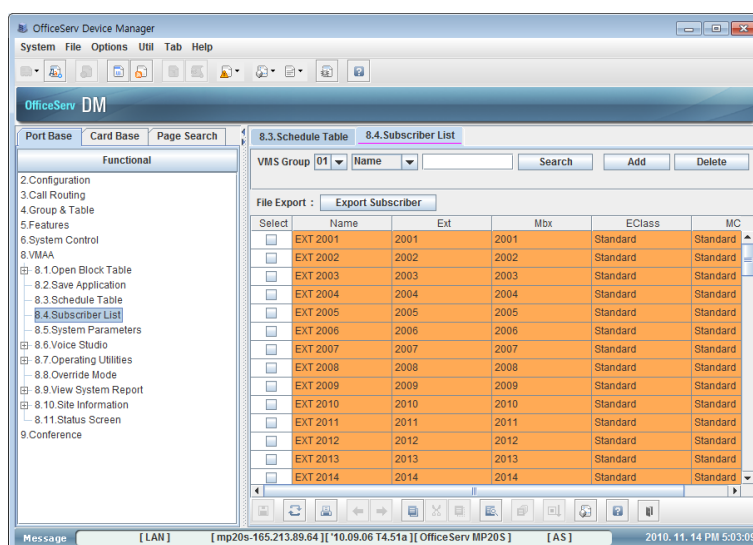 OfficeServ Device Manager
System File Options Util Tab Help
OfficeServ DM
Port Base Card Base Page Search
Functional
2.Configuration
3.Call Routing
4.Group & Table
5.Features
6.System Control
8.VMAA
8.1.Open Block Table
8.2.Save Application
8.3.Schedule Table
8.4.Subscriber List
8.5.System Parameters
8.6.Voice Studio
8.7.Operating Utilities
8.8.Override Mode
8.9.View System Report
8.10.Site Information
8.11.Status Screen
9.Conference
8.3.Schedule Table 8.4.Subscriber List
VMS Group 01 Name Search Add Delete
File Export : Export Subscriber
Select Name Ext Mbx EClass MC
EXT 2001 2001 2001 Standard Standard
EXT 2002 2002 2002 Standard Standard
EXT 2003 2003 2003 Standard Standard
EXT 2004 2004 2004 Standard Standard
EXT 2005 2005 2005 Standard Standard
EXT 2006 2006 2006 Standard Standard
EXT 2007 2007 2007 Standard Standard
EXT 2008 2008 2008 Standard Standard
EXT 2009 2009 2009 Standard Standard
EXT 2010 2010 2010 Standard Standard
EXT 2011 2011 2011 Standard Standard
EXT 2012 2012 2012 Standard Standard
EXT 2013 2013 2013 Standard Standard
EXT 2014 2014 2014 Standard Standard
Message [ LAN ] [ mp20s-165.213.89.64 ][ '10.09.06 T4.51a ][ OfficeServ MP20S ] [ AS ] 2010. 11. 14 PM 5:03:0